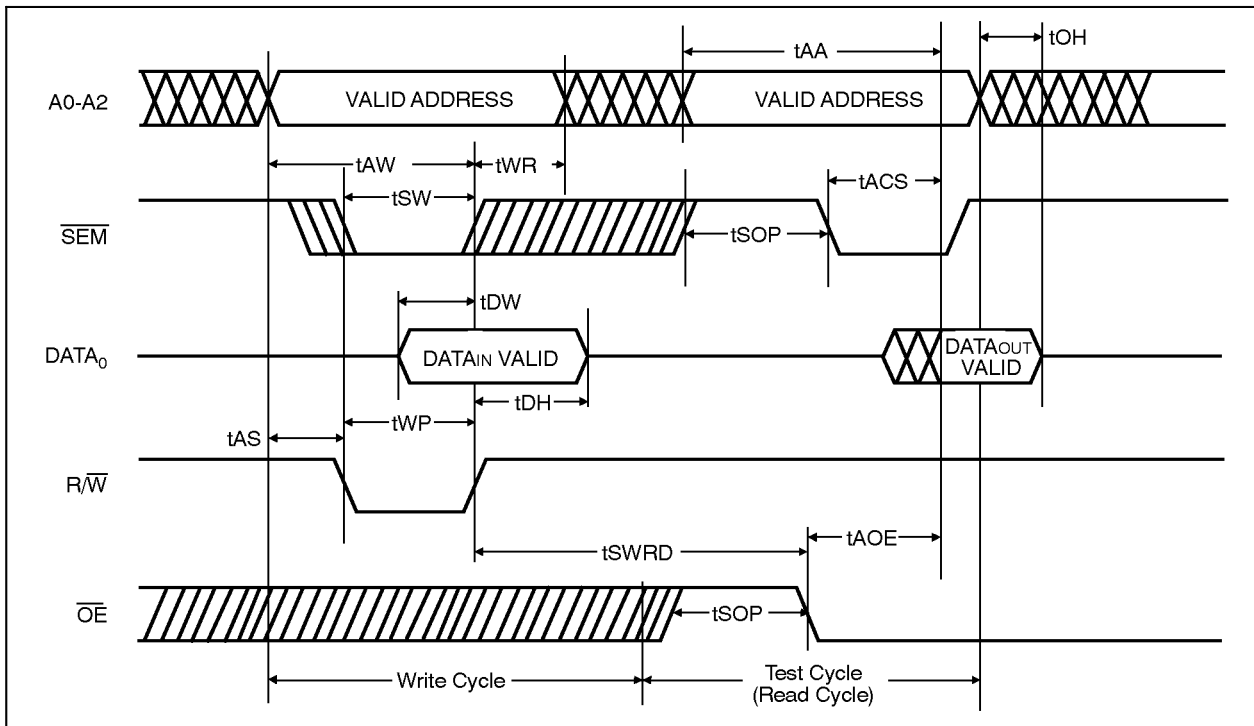 tAA
tOH
A0-A2
VALID ADDRESS
VALID ADDRESS
tAW
tWR
tACS
tSW
SEM
tSOP
tDW
DATA0
DATAIN VALID
DATAOUT
VALID
tDH
tAS
tWP
R/W
tSWRD
tAOE
OE
tSOP
Write Cycle
Test Cycle
(Read Cycle)